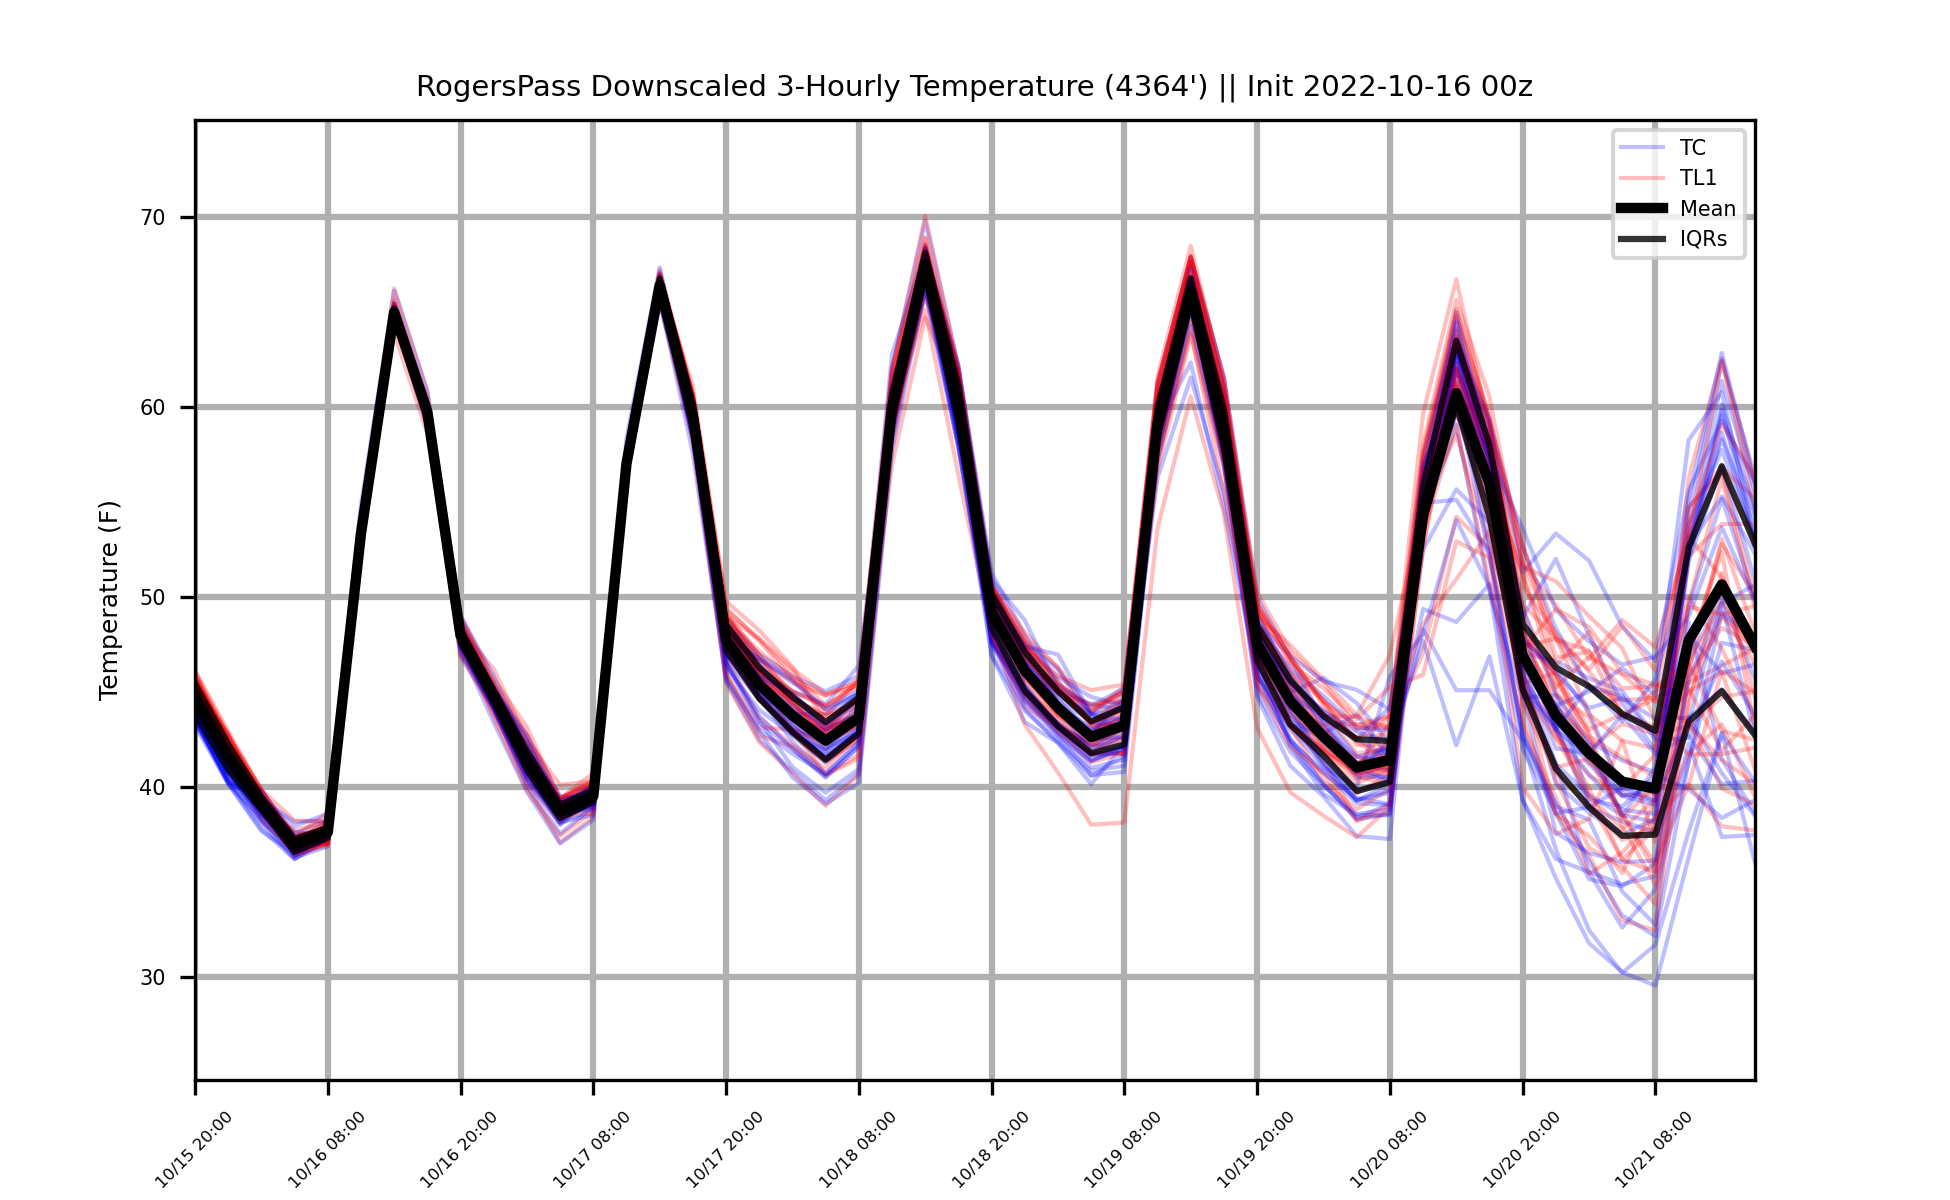 RogersPass Downscaled 3-Hourly Temperature (4364') || Init 2022-10-16 00z
TC
TL1
Mean
IQRs
Temperature (F)
70
60
50
40
30
10/15 20:00
10/16 08:00
10/16 20:00
10/17 08:00
10/17 20:00
10/18 08:00
10/18 20:00
10/19 08:00
10/19 20:00
10/20 08:00
10/20 20:00
10/21 08:00